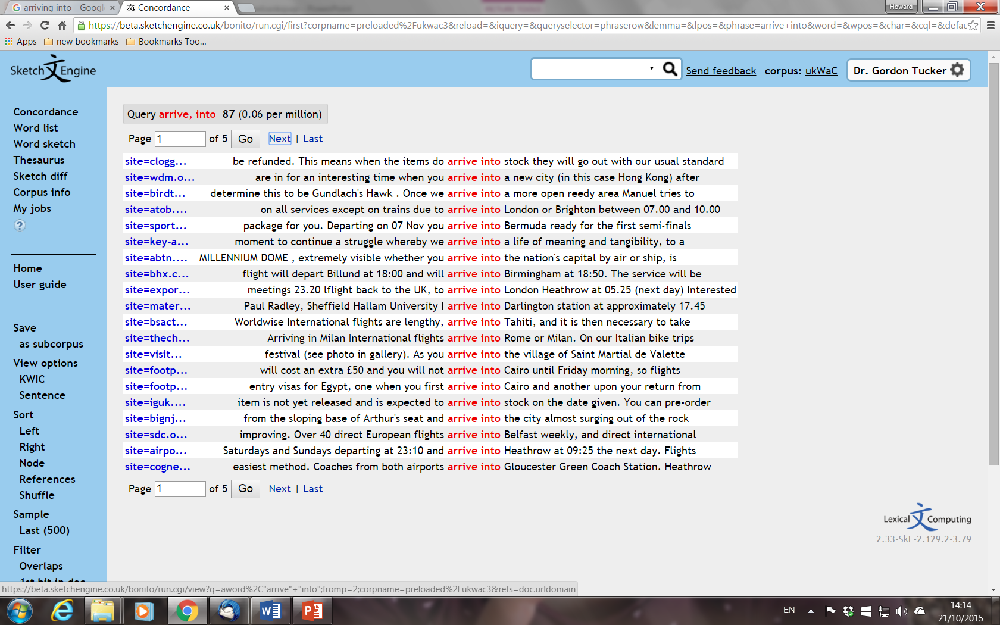 arriving into - Googl
Concordance
Howard
https://beta.sketchengine.co.uk/bonito/run.cgi/first?corpname=preloaded%2Fukwac3&reload=&iquery=&queryselector=phraserow&lemma=&lpos=&phrase=arrive+into&word=&wpos=&char=&cql=&defau
Apps new bookmarks Bookmarks Too...
Sketch 文 Engine
Send feedback corpus: ukWaC Dr. Gordon Tucker
Concordance
Word list
Word sketch
Thesaurus
Sketch diff
Corpus info
My jobs
?
Home
User guide
Save
as subcorpus
View options
KWIC
Sentence
Sort
Left
Right
Node
References
Shuffle
Sample
Last (500)
Filter
Overlaps
1st hit in doc
Query arrive, into 87 (0.06 per million)
Page 1 of 5 Go Next | Last
site=clogg... be refunded. This means when the items do arrive into stock they will go out with our usual standard
site=wdm.o... are in for an interesting time when you arrive into a new city (in this case Hong Kong) after
site=birdt... determine this to be Gundlach's Hawk . Once we arrive into a more open reedy area Manuel tries to
site=atob.... on all services except on trains due to arrive into London or Brighton between 07.00 and 10.00
site=sport... package for you. Departing on 07 Nov you arrive into Bermuda ready for the first semi-finals
site=key-a... moment to continue a struggle whereby we arrive into a life of meaning and tangibility, to a
site=abtn.... MILLENNIUM DOME , extremely visible whether you arrive into the nation's capital by air or ship, is
site=bhx.c... flight will depart Billund at 18:00 and will arrive into Birmingham at 18:50. The service will be
site=expor... meetings 23.20 lflight back to the UK, to arrive into London Heathrow at 05.25 (next day) Interested
site=mater... Paul Radley, Sheffield Hallam University I arrive into Darlington station at approximately 17.45
site=bsact... Worldwise International flights are lengthy, arrive into Tahiti, and it is then necessary to take
site=thech... Arriving in Milan International flights arrive into Rome or Milan. On our Italian bike trips
site=visit... festival (see photo in gallery). As you arrive into the village of Saint Martial de Valette
site=footp... will cost an extra £50 and you will not arrive into Cairo until Friday morning, so flights
site=footp... entry visas for Egypt, one when you first arrive into Cairo and another upon your return from
site=iguk.... item is not yet released and is expected to arrive into stock on the date given. You can pre-order
site=bignj... from the sloping base of Arthur's seat and arrive into the city almost surging out of the rock
site=sdc.o... improving. Over 40 direct European flights arrive into Belfast weekly, and direct international
site=airpo... Saturdays and Sundays departing at 23:10 and arrive into Heathrow at 09:25 the next day. Flights
site=cogne... easiest method. Coaches from both airports arrive into Gloucester Green Coach Station. Heathrow
Page 1 of 5 Go Next | Last
Lexical 文 Computing
2.33-SkE-2.129.2-3.79
https://beta.sketchengine.co.uk/bonito/run.cgi/view?q=aword%2C"arrive"+"into";fromp=2;corpname=preloaded%2Fukwac3&refs=doc.urldomain
EN
14:14
21/10/2015